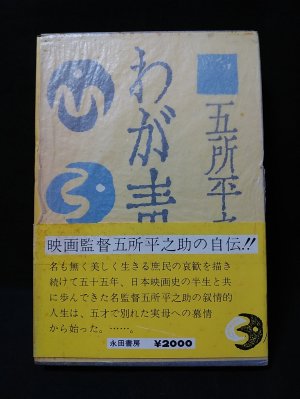 五所平之
わが青
映画監督五所平之助の自伝!!
名も無く美しく生きる庶民の哀歓を描き
続けて五十五年、日本映画史の半生と共
に歩んできた名監督五所平之助の叙情的
人生は、五才で別れた実母への慕情
から始った。……。
永田書房 ¥2000